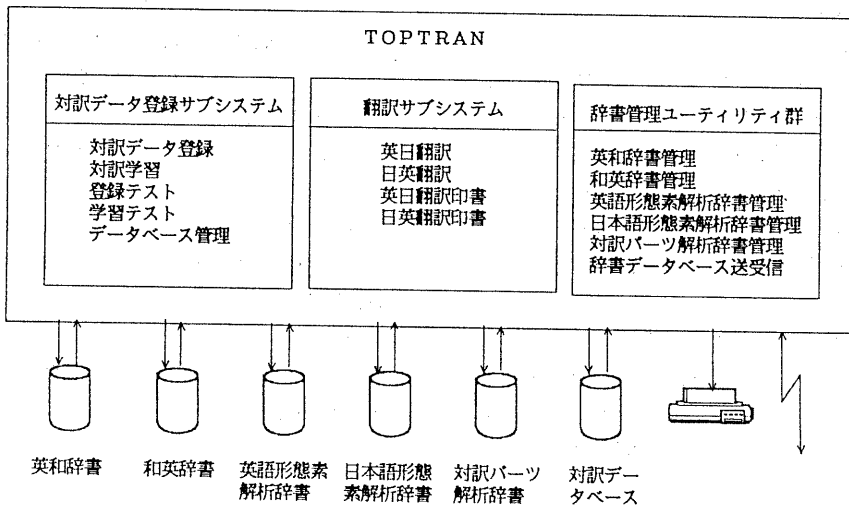 TOPTRAN
対訳データ登録サブシステム
対訳データ登録
対訳学習
登録テスト
学習テスト
データベース管理
翻訳サブシステム
英日翻訳
日英翻訳
英日翻訳印書
日英翻訳印書
辞書管理ユーティリティ群
英和辞書管理
和英辞書管理
英語形態素解析辞書管理
日本語形態素解析辞書管理
対訳パーツ解析辞書管理
辞書データベース送受信
英和辞書
和英辞書
英語形態素
解析辞書
日本語形態
素解析辞書
対訳パーツ
解析辞書
対訳デー
タベース